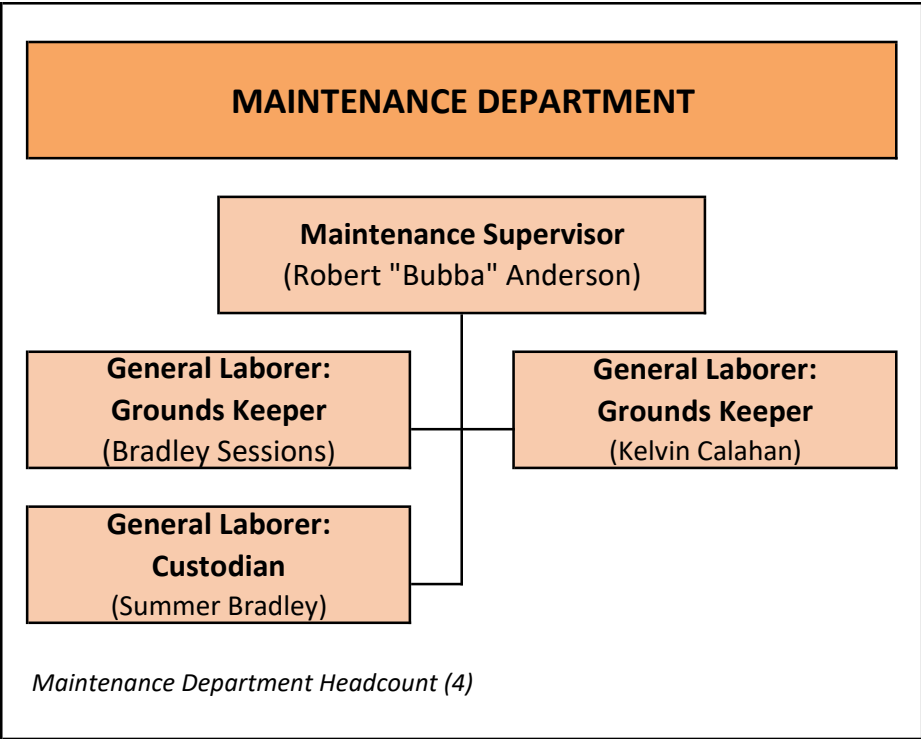 MAINTENANCE DEPARTMENT
Maintenance Supervisor
(Robert "Bubba" Anderson)
General Laborer:
Grounds Keeper
(Bradley Sessions)
General Laborer:
Grounds Keeper
(Kelvin Calahan)
General Laborer:
Custodian
(Summer Bradley)
Maintenance Department Headcount (4)